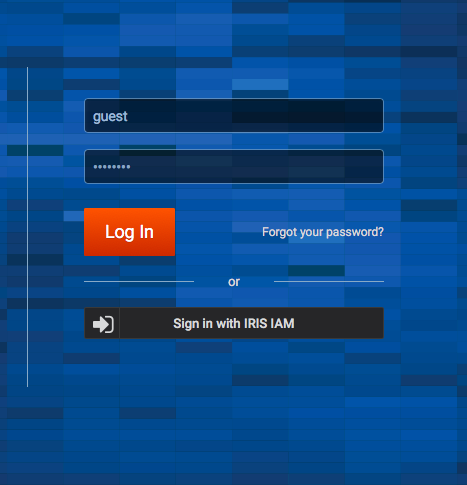 guest
••••••••
Log In
Forgot your password?
or
Sign in with IRIS IAM